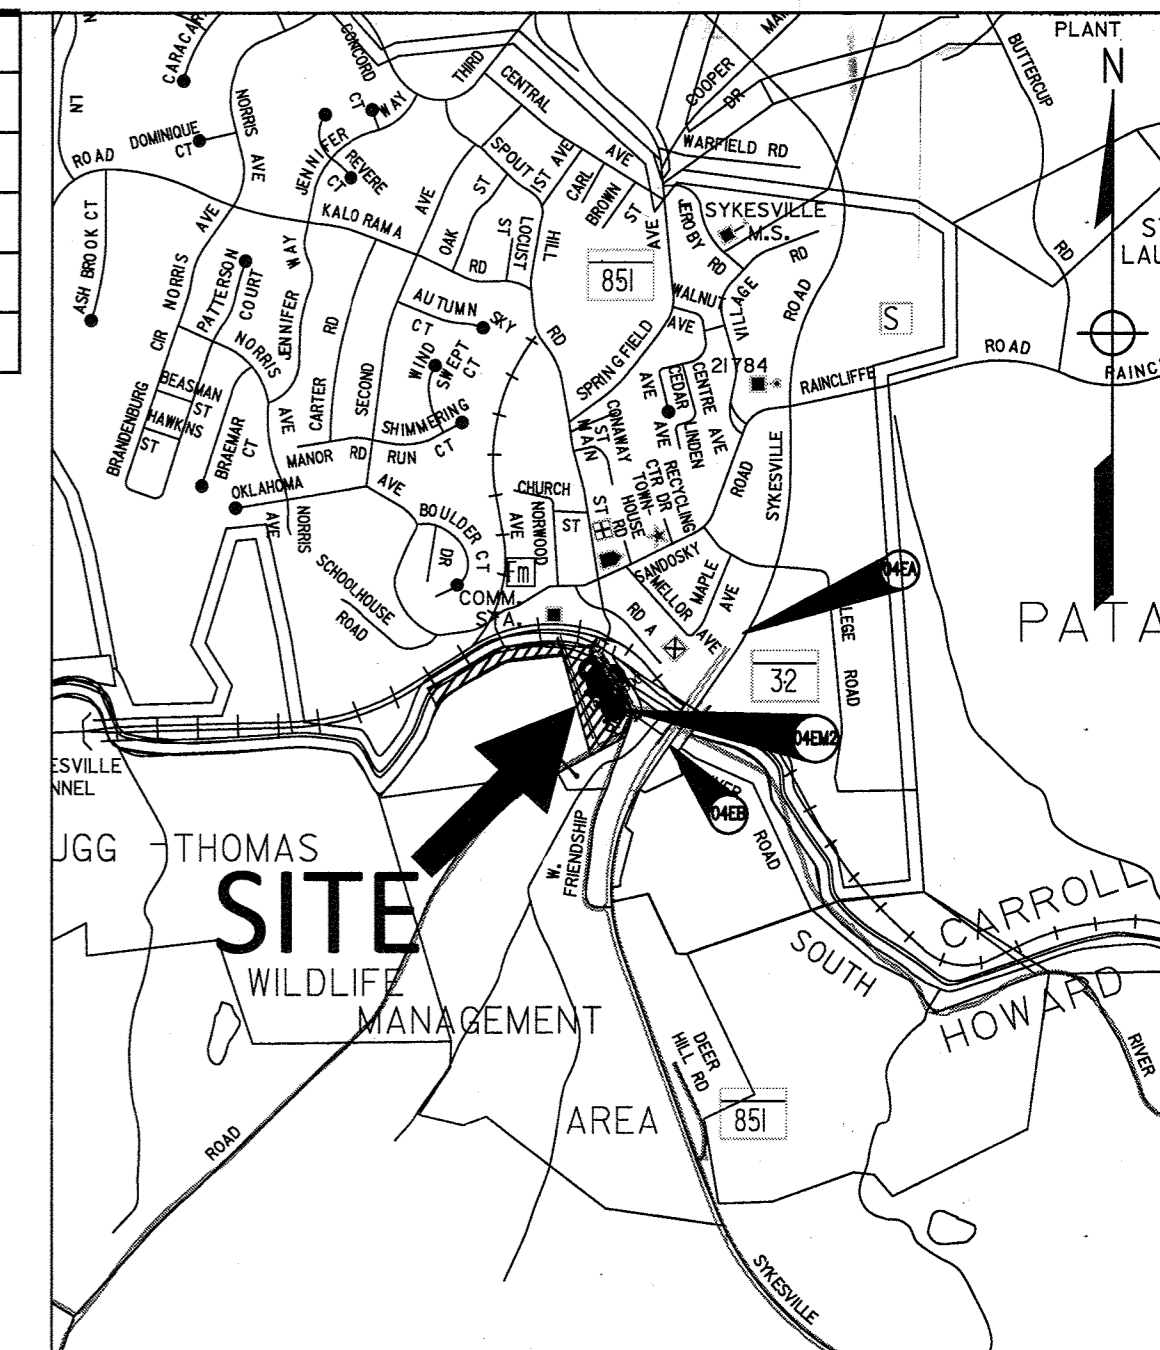 PLANT
N
CONCORD
CT
WAY
THIRD
CENTRAL
AVE
COOPER
DR
BUTTERCUP
RD
LN
NORRIS
AVE
DOMINIQUE
CT
ROAD
JENNIFER
REVERE
CT
SPOUT
HILL
RD
1ST AVE
CARL
BROWN
ST
WARFIELD RD
ASHBROOK CT
KALORAMA
RD
AVE
OAK
ST
LOCUST
ST
AVE
JEROBY
RD
SYKESVILLE
M.S.
RD
VILLAGE
NORRIS
AVE
PATTERSON
COURT
JENNIFER
WAY
851
S
AUTUMN
SKY
CT
WALNUT
AVE
ROAD
CIR
NORRIS
CARTER
RD
SECOND
WIND
SWEPT
CT
SPRINGFIELD
21784
ROAD
RAINCLIFFE
BEASMAN
ST
HAWKINS
ST
BRANDENBURG
BRAEMAR
CT
AVE
SHIMMERING
CT
MANOR
RD
RUN
AVE
CONAWAY
ST
MAIN
ST
AVE
CEDAR
CENTRE
AVE
LINDEN
AVE
ROAD
SYKESVILLE
OKLAHOMA
AVE
NORRIS
BOULDER
CT
DR
CHURCH
ST
NORWOOD
AVE
RECYCLING
CTR DR
TOWN-
HOUSE
RD
SCHOOLHOUSE
ROAD
Fm
COMM.
STA.
SANDOSKY
RD
MELLOR
AVE
MAPLE
AVE
A
04EA
PATA
32
ROAD
04EM2
04EB
ROAD
W.
FRIENDSHIP
THOMAS
SITE
WILDLIFE
MANAGEMENT
AREA
SOUTH
CARROLL
HOWARD
RIVER
DEER
HILL RD
851
ROAD
SYKESVILLE